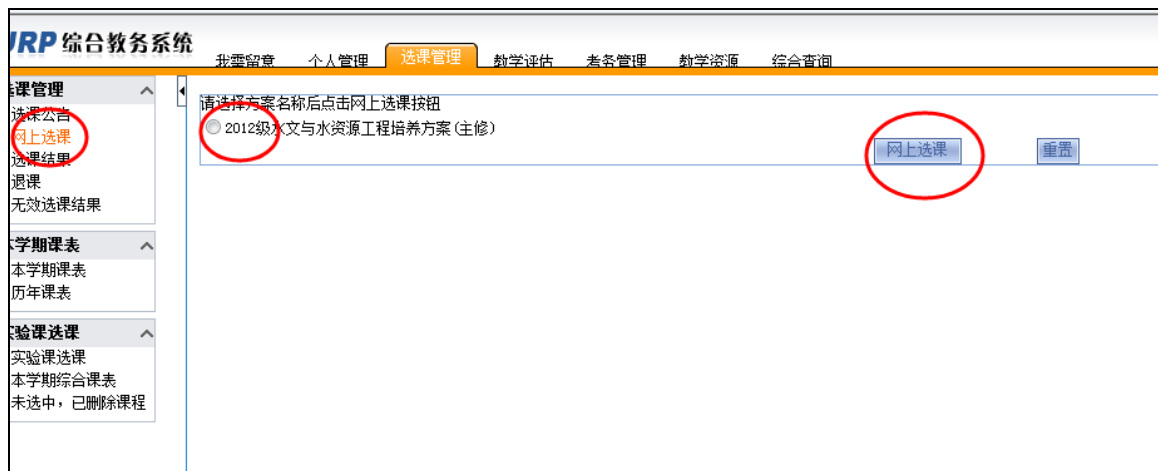 URP 综合教务系统
我需留意 个人管理 选课管理 教学评估 考务管理 教学资源 综合查询
选课管理
选课公告
网上选课
选课结果
退课
无效选课结果
本学期课表
本学期课表
历年课表
实验课选课
实验课选课
本学期综合课表
未选中，已删除课程
请选择方案名称后点击网上选课按钮
2012级水文与水资源工程培养方案(主修)
网上选课 重置